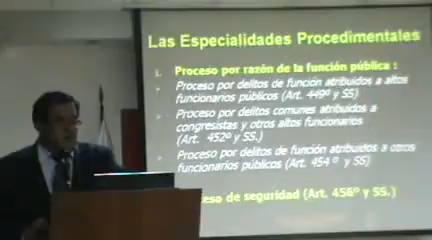 Las Especialidades Procedimentales
I. Proceso por razón de la función pública :
- Proceso por delitos de función atribuidos a altos
funcionarios públicos (Art. 449º y SS)
- Proceso por delitos comunes atribuidos a
congresistas y otros altos funcionarios
(Art. 452º y SS.)
- Proceso por delitos de función atribuidos a otros
funcionarios públicos (Art. 454 º y SS)
de seguridad (Art. 456º y SS.)